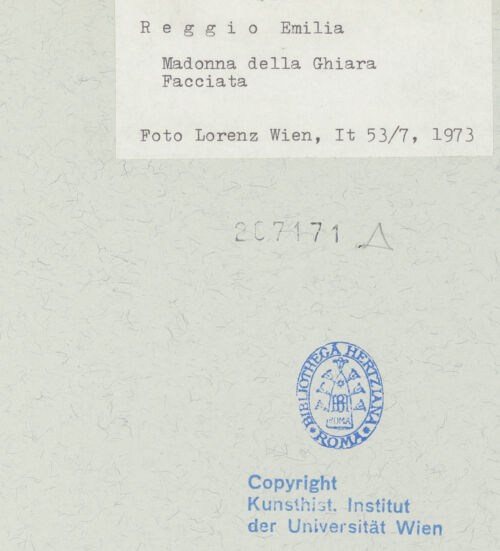 R e g g i o Emilia
Madonna della Ghiara
Facciata
Foto Lorenz Wien, It 53/7, 1973
207171
BIBLIOTHECA HERTZIANA
ROMA
ROMA
Copyright
Kunsthist. Institut
der Universität Wien